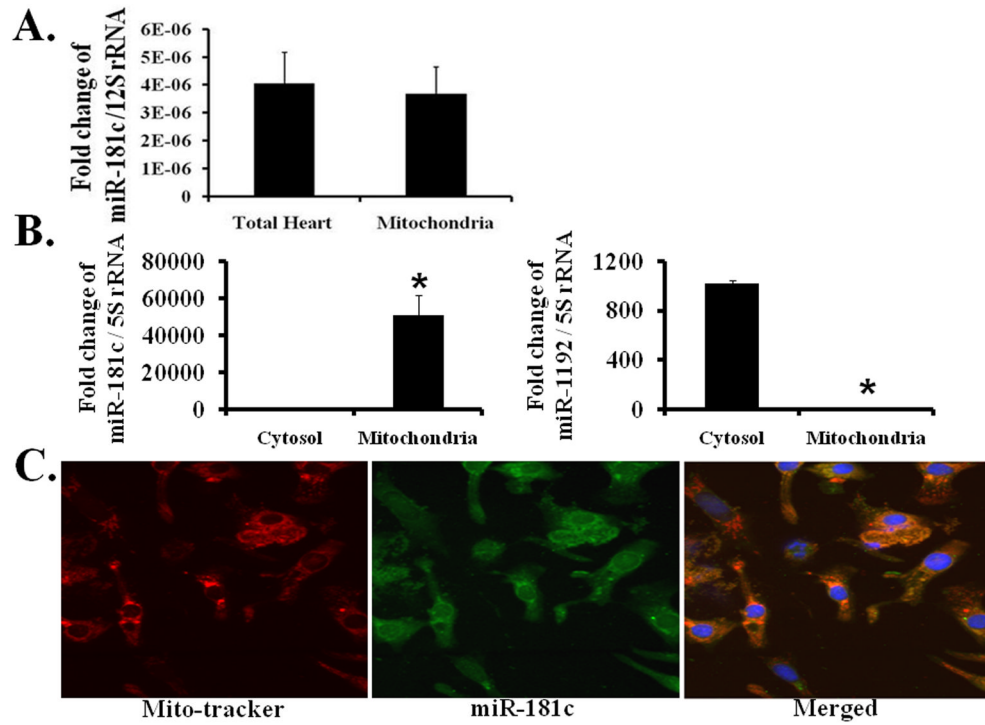 A.
Fold change of
miR-181c/12S rRNA
6E-06
5E-06
4E-06
3E-06
2E-06
1E-06
0
Total Heart
Mitochondria
B.
Fold change of
miR-181c / 5S rRNA
80000
60000
40000
20000
0
*
Cytosol
Mitochondria
Fold change of
miR-1192 / 5S rRNA
1200
800
400
0
*
Cytosol
Mitochondria
C.
Mito-tracker
miR-181c
Merged